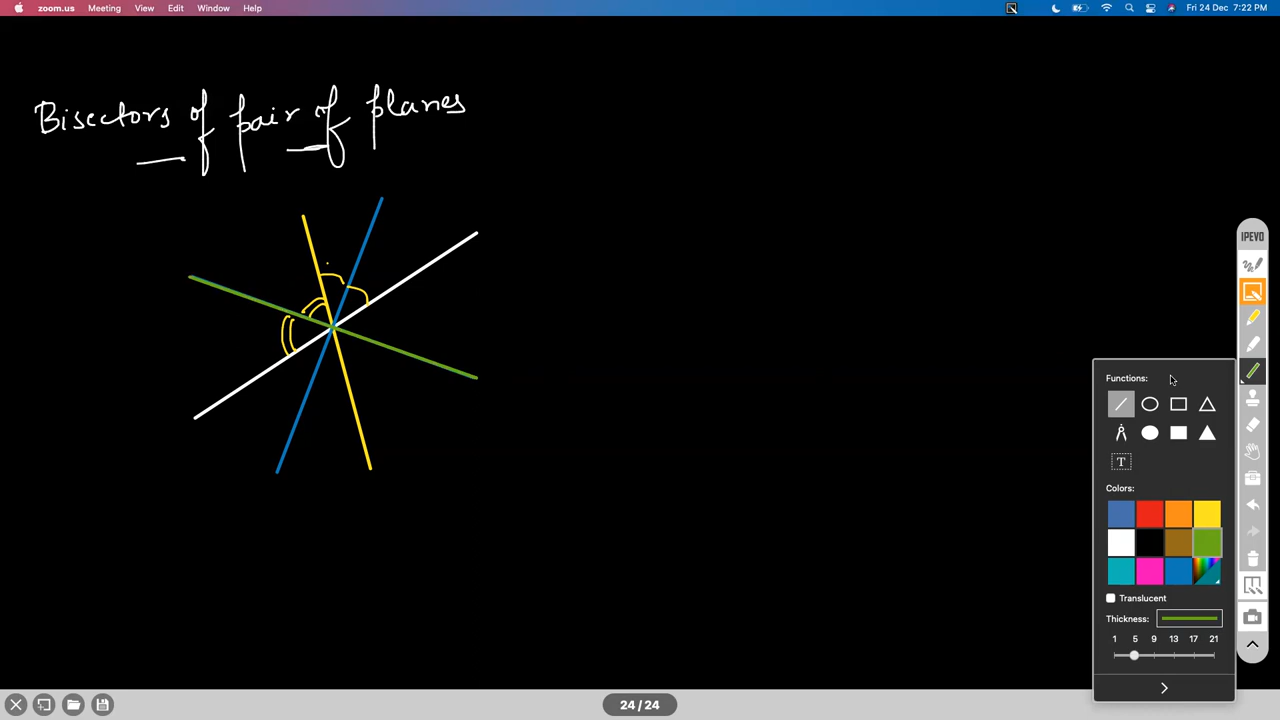 zoom.us Meeting View Edit Window Help Fri 24 Dec 7:22 PM
Bisectors of pair of planes
IPEVO
Functions:
T
Colors:
Translucent
Thickness:
1 5 9 13 17 21
24 / 24